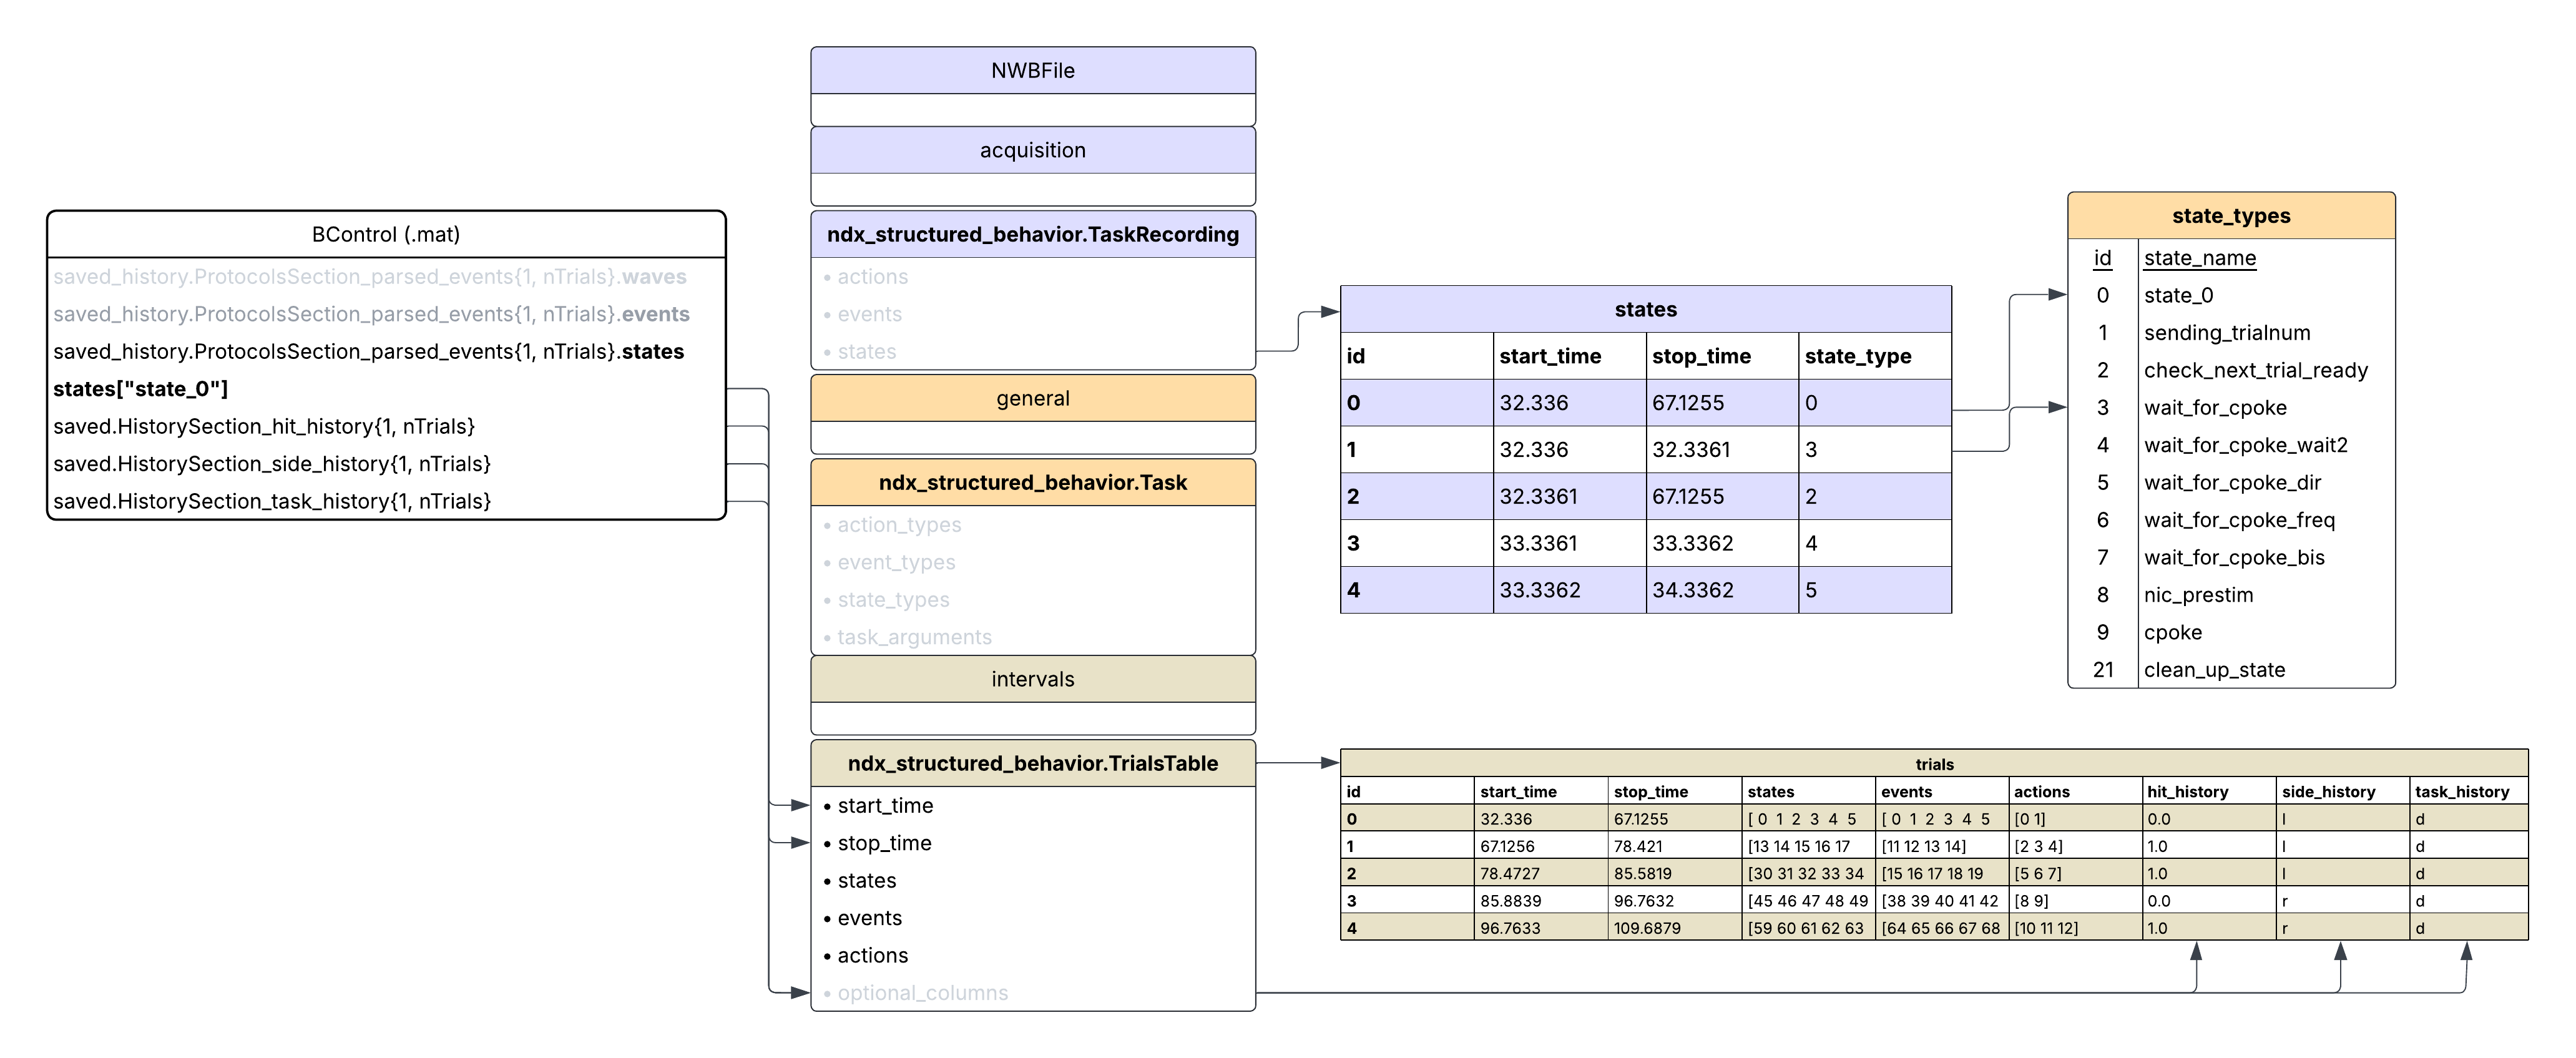 BControl (.mat)
saved_history.ProtocolsSection_parsed_events{1, nTrials}.waves
saved_history.ProtocolsSection_parsed_events{1, nTrials}.events
saved_history.ProtocolsSection_parsed_events{1, nTrials}.states
states["state_0"]
saved.HistorySection_hit_history{1, nTrials}
saved.HistorySection_side_history{1, nTrials}
saved.HistorySection_task_history{1, nTrials}
NWBFile
acquisition
ndx_structured_behavior.TaskRecording
• actions
• events
• states
general
ndx_structured_behavior.Task
• action_types
• event_types
• state_types
• task_arguments
intervals
ndx_structured_behavior.TrialsTable
• start_time
• stop_time
• states
• events
• actions
• optional_columns
states
id start_time stop_time state_type
0 32.336 67.1255 0
1 32.336 32.3361 3
2 32.3361 67.1255 2
3 33.3361 33.3362 4
4 33.3362 34.3362 5
state_types
id state_name
0 state_0
1 sending_trialnum
2 check_next_trial_ready
3 wait_for_cpoke
4 wait_for_cpoke_wait2
5 wait_for_cpoke_dir
6 wait_for_cpoke_freq
7 wait_for_cpoke_bis
8 nic_prestim
9 cpoke
21 clean_up_state
trials
id start_time stop_time states events actions hit_history side_history task_history
0 32.336 67.1255 [ 0 1 2 3 4 5 [ 0 1 2 3 4 5 [0 1] 0.0 l d
1 67.1256 78.421 [13 14 15 16 17 [11 12 13 14] [2 3 4] 1.0 l d
2 78.4727 85.5819 [30 31 32 33 34 [15 16 17 18 19 [5 6 7] 1.0 l d
3 85.8839 96.7632 [45 46 47 48 49 [38 39 40 41 42 [8 9] 0.0 r d
4 96.7633 109.6879 [59 60 61 62 63 [64 65 66 67 68 [10 11 12] 1.0 r d